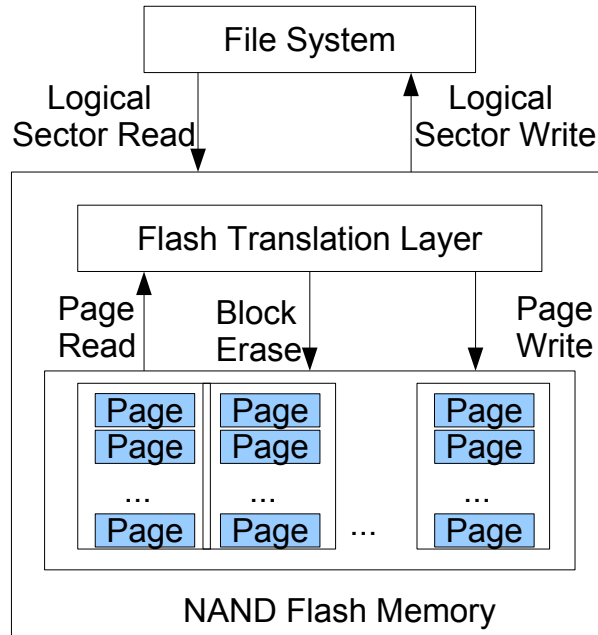 File System
Logical
Sector Read
Logical
Sector Write
Flash Translation Layer
Page
Read
Block
Erase
Page
Write
Page Page Page
Page Page Page
... ... ...
Page Page ... Page
NAND Flash Memory